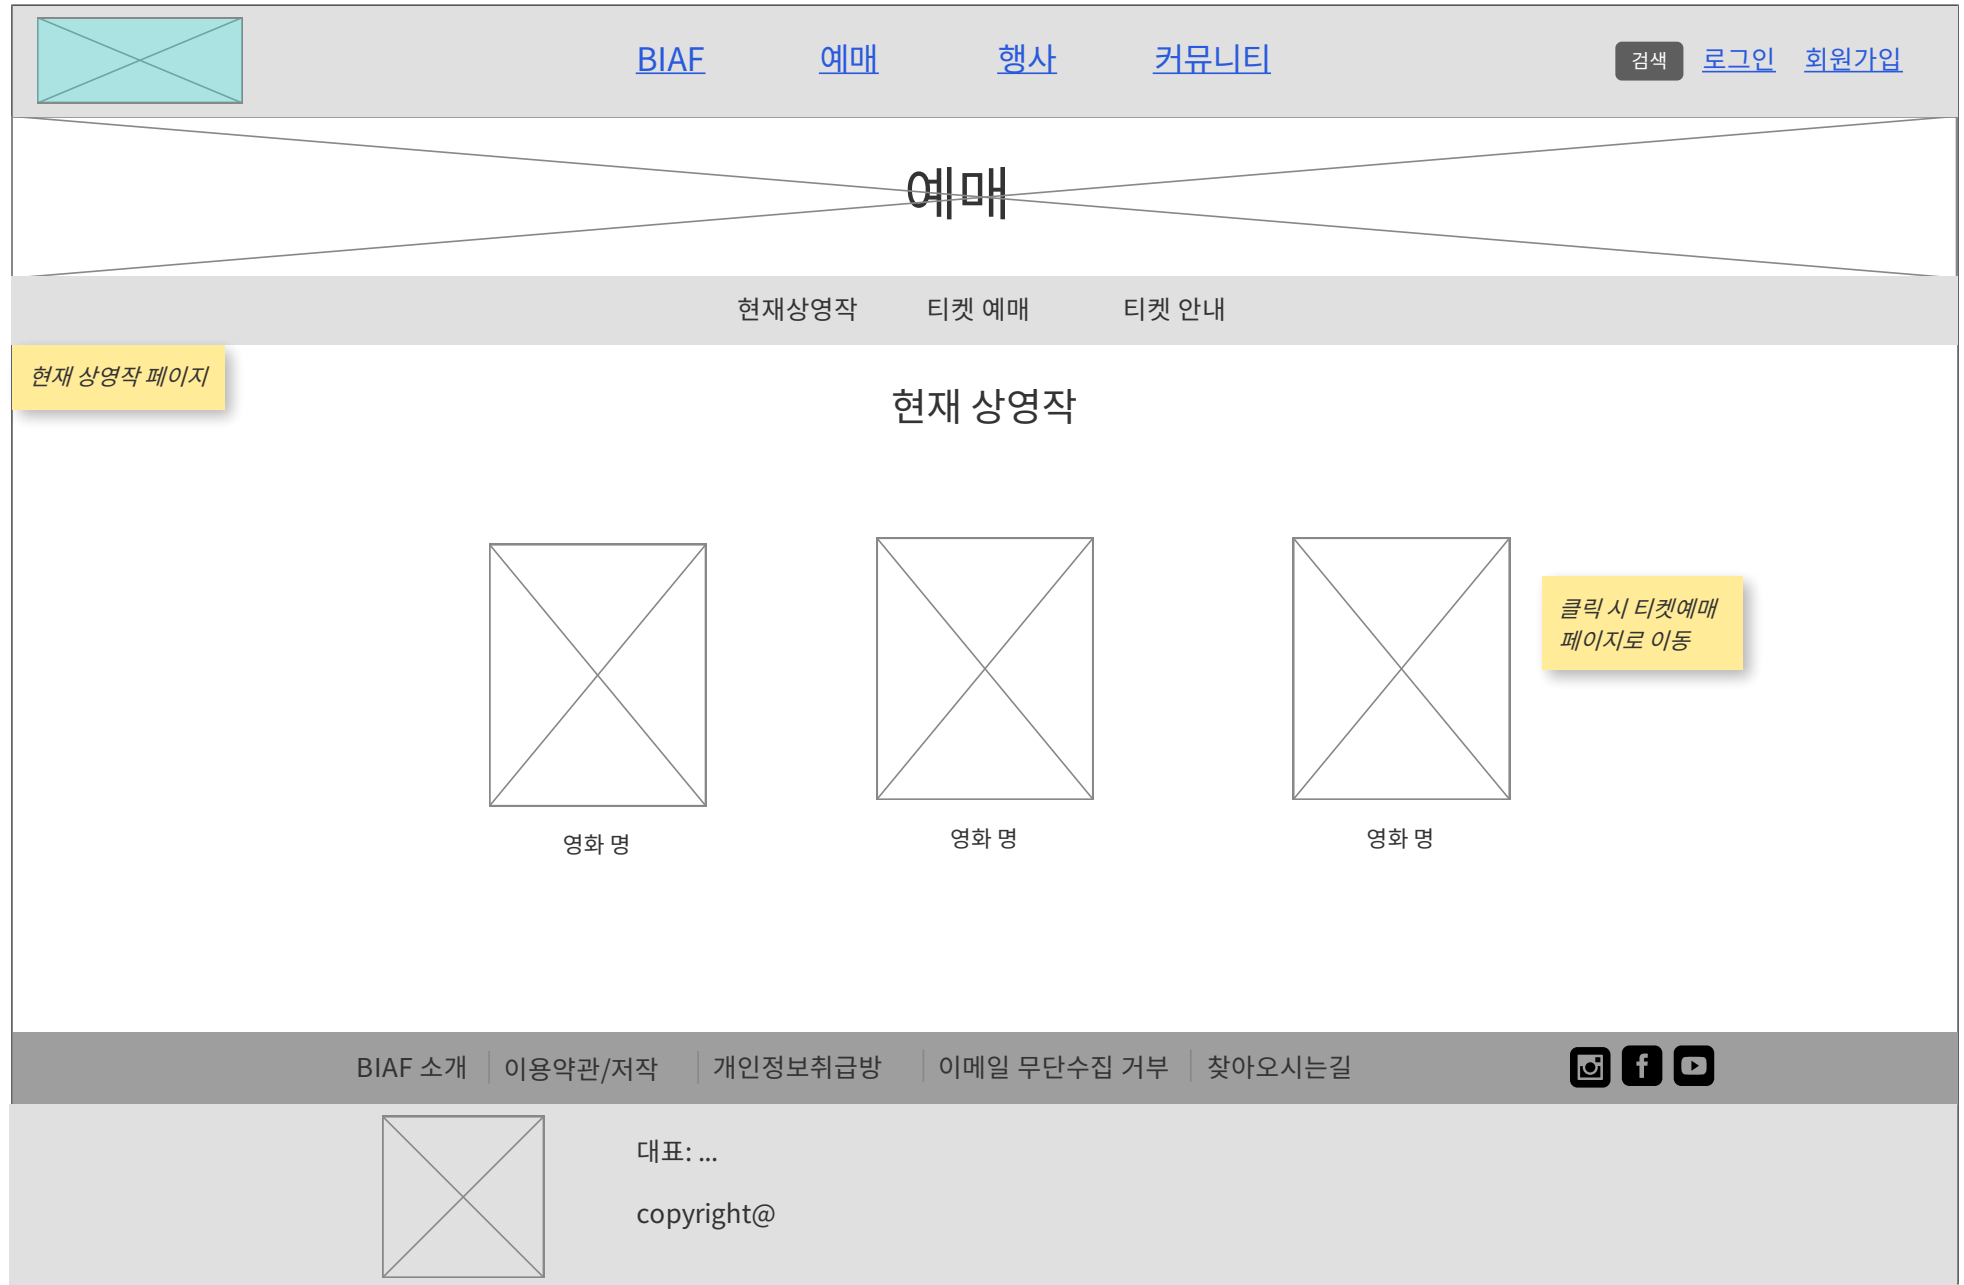 BIAF
예매
행사
커뮤니티
검색
로그인
회원가입
예매
현재상영작
티켓 예매
티켓 안내
현재 상영작 페이지
현재 상영작
클릭 시 티켓예매
페이지로 이동
영화 명
영화 명
영화 명
BIAF 소개
이용약관/저작
개인정보취급방
이메일 무단수집 거부
찾아오시는길
대표: ...
copyright@